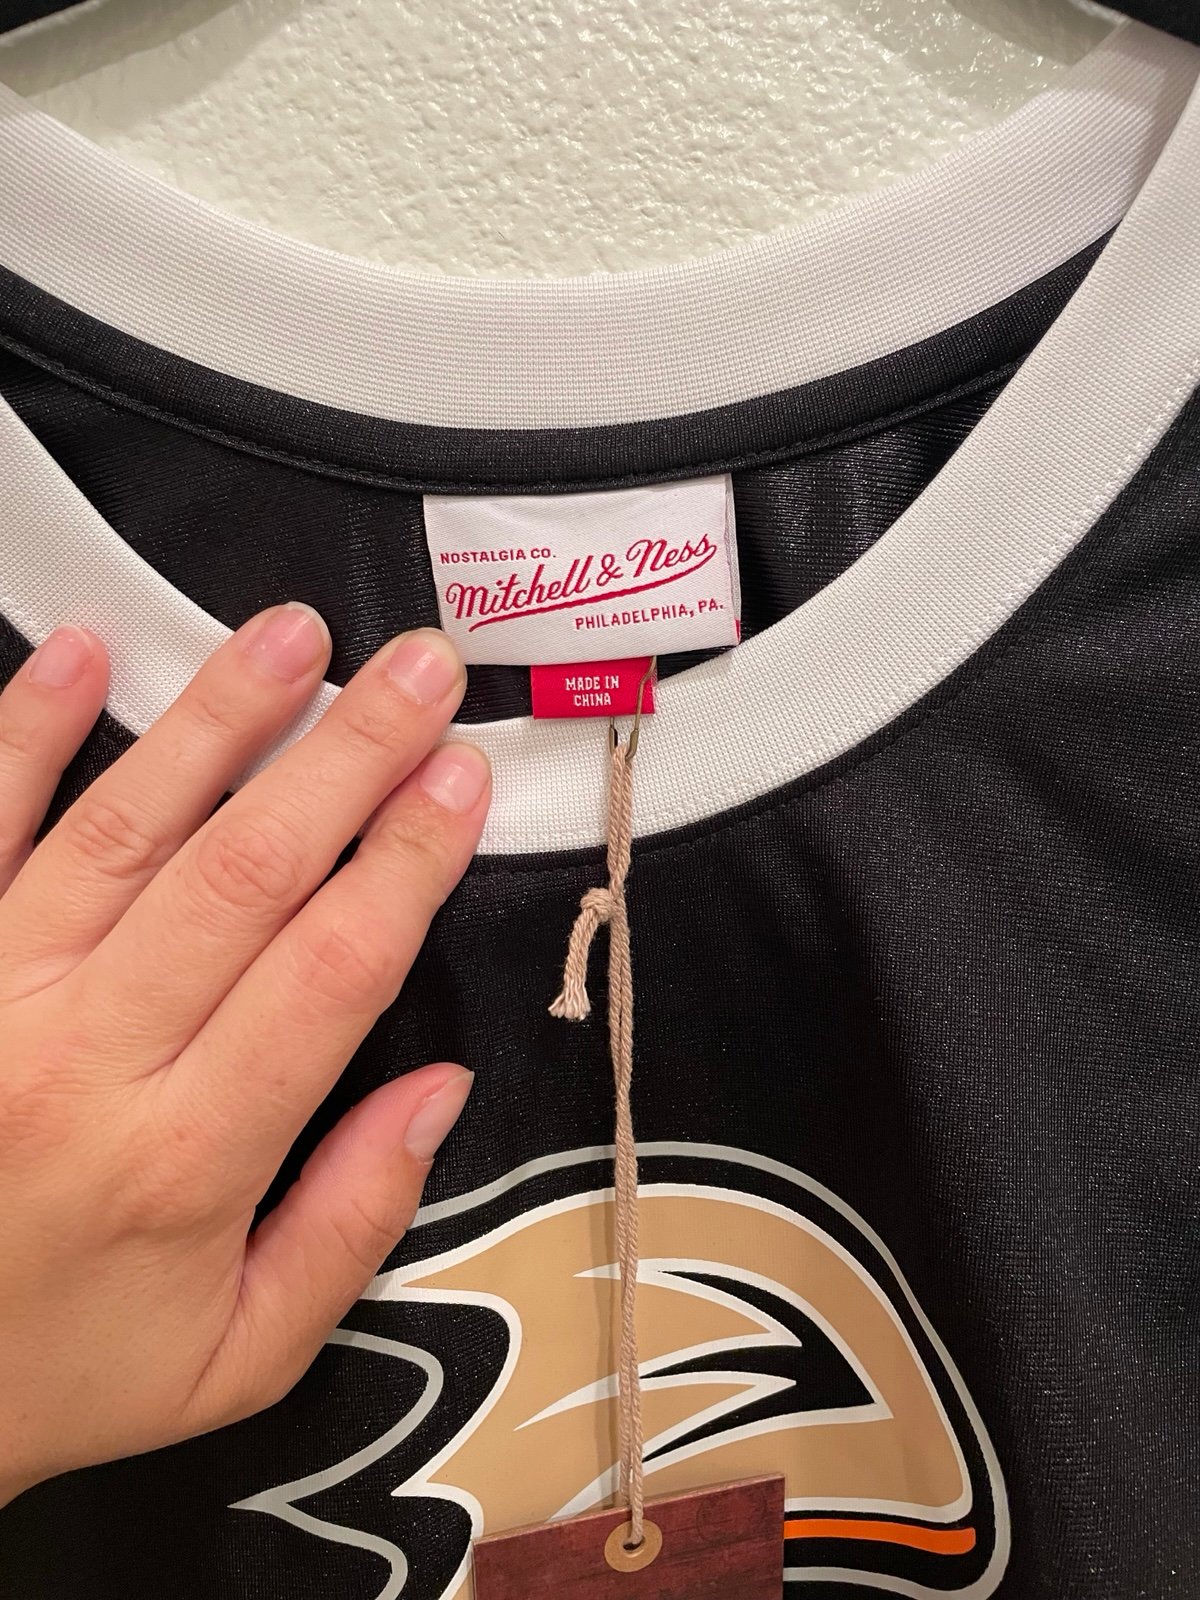 NOSTALGIA CO.
Mitchell & Ness
PHILADELPHIA, PA.
MADE IN
CHINA